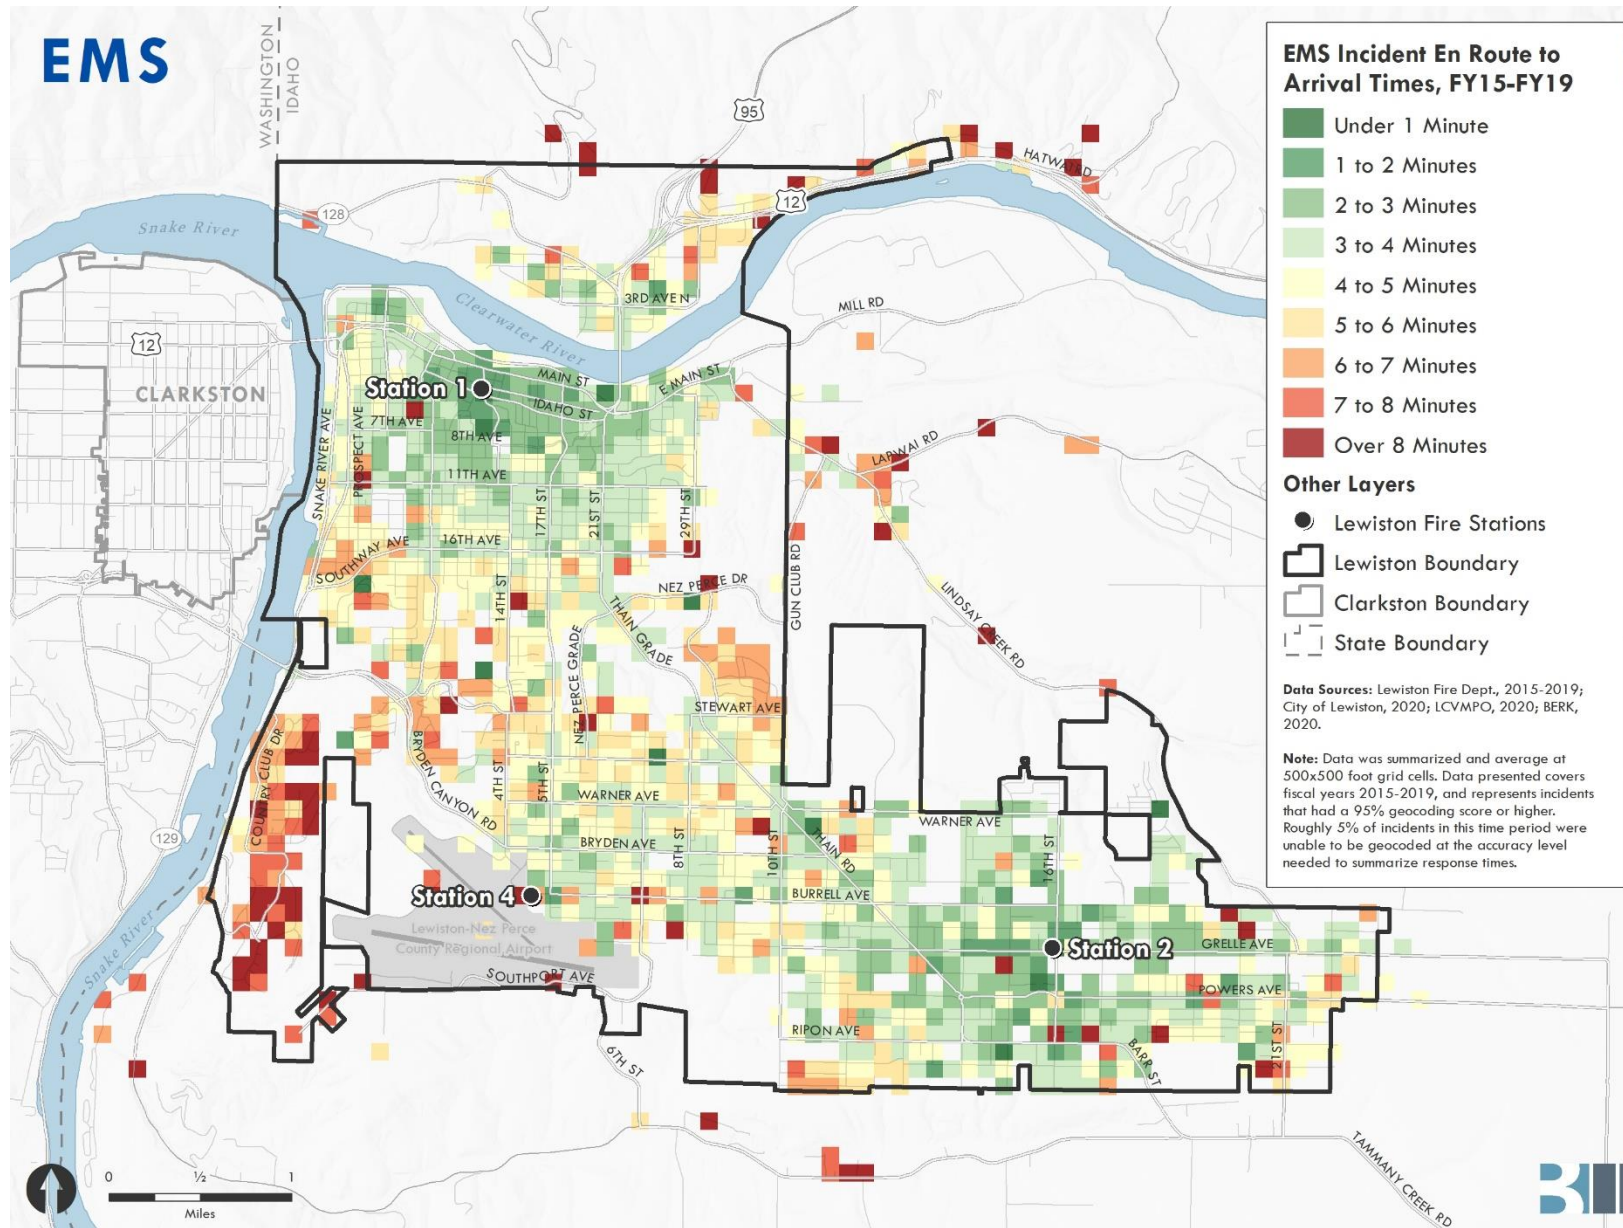 EMS
WASHINGTON
IDAHO
95
HATWAI RD
12
128
Snake River
3RD AVE N
Clearwater River
MILL RD
12
CLARKSTON
Station 1
MAIN ST
IDAHO ST
E MAIN ST
7TH AVE
8TH AVE
11TH AVE
SNAKE RIVER AVE
PROSPECT AVE
17TH ST
21ST ST
29TH ST
LAPWAI RD
16TH AVE
SOUTHWAY AVE
14TH ST
NEZ PERCE DR
GUN CLUB RD
THAIN GRADE
NEZ PERCE GRADE
LINDSAY CREEK RD
STEWART AVE
COUNTRY CLUB DR
BRYDEN CANYON RD
4TH ST
5TH ST
WARNER AVE
WARNER AVE
129
BRYDEN AVE
8TH ST
10TH ST
THAIN RD
16TH ST
Station 4
BURRELL AVE
Lewiston-Nez Perce
County Regional Airport
Station 2
GRELLE AVE
Snake River
SOUTHPORT AVE
POWERS AVE
RIPON AVE
6TH ST
BARR ST
21ST ST
TAMMANY CREEK RD
0 ½ 1
Miles
EMS Incident En Route to
Arrival Times, FY15-FY19
Under 1 Minute
1 to 2 Minutes
2 to 3 Minutes
3 to 4 Minutes
4 to 5 Minutes
5 to 6 Minutes
6 to 7 Minutes
7 to 8 Minutes
Over 8 Minutes
Other Layers
Lewiston Fire Stations
Lewiston Boundary
Clarkston Boundary
State Boundary
Data Sources: Lewiston Fire Dept., 2015-2019;
City of Lewiston, 2020; LCVMPO, 2020; BERK,
2020.
Note: Data was summarized and average at
500x500 foot grid cells. Data presented covers
fiscal years 2015-2019, and represents incidents
that had a 95% geocoding score or higher.
Roughly 5% of incidents in this time period were
unable to be geocoded at the accuracy level
needed to summarize response times.